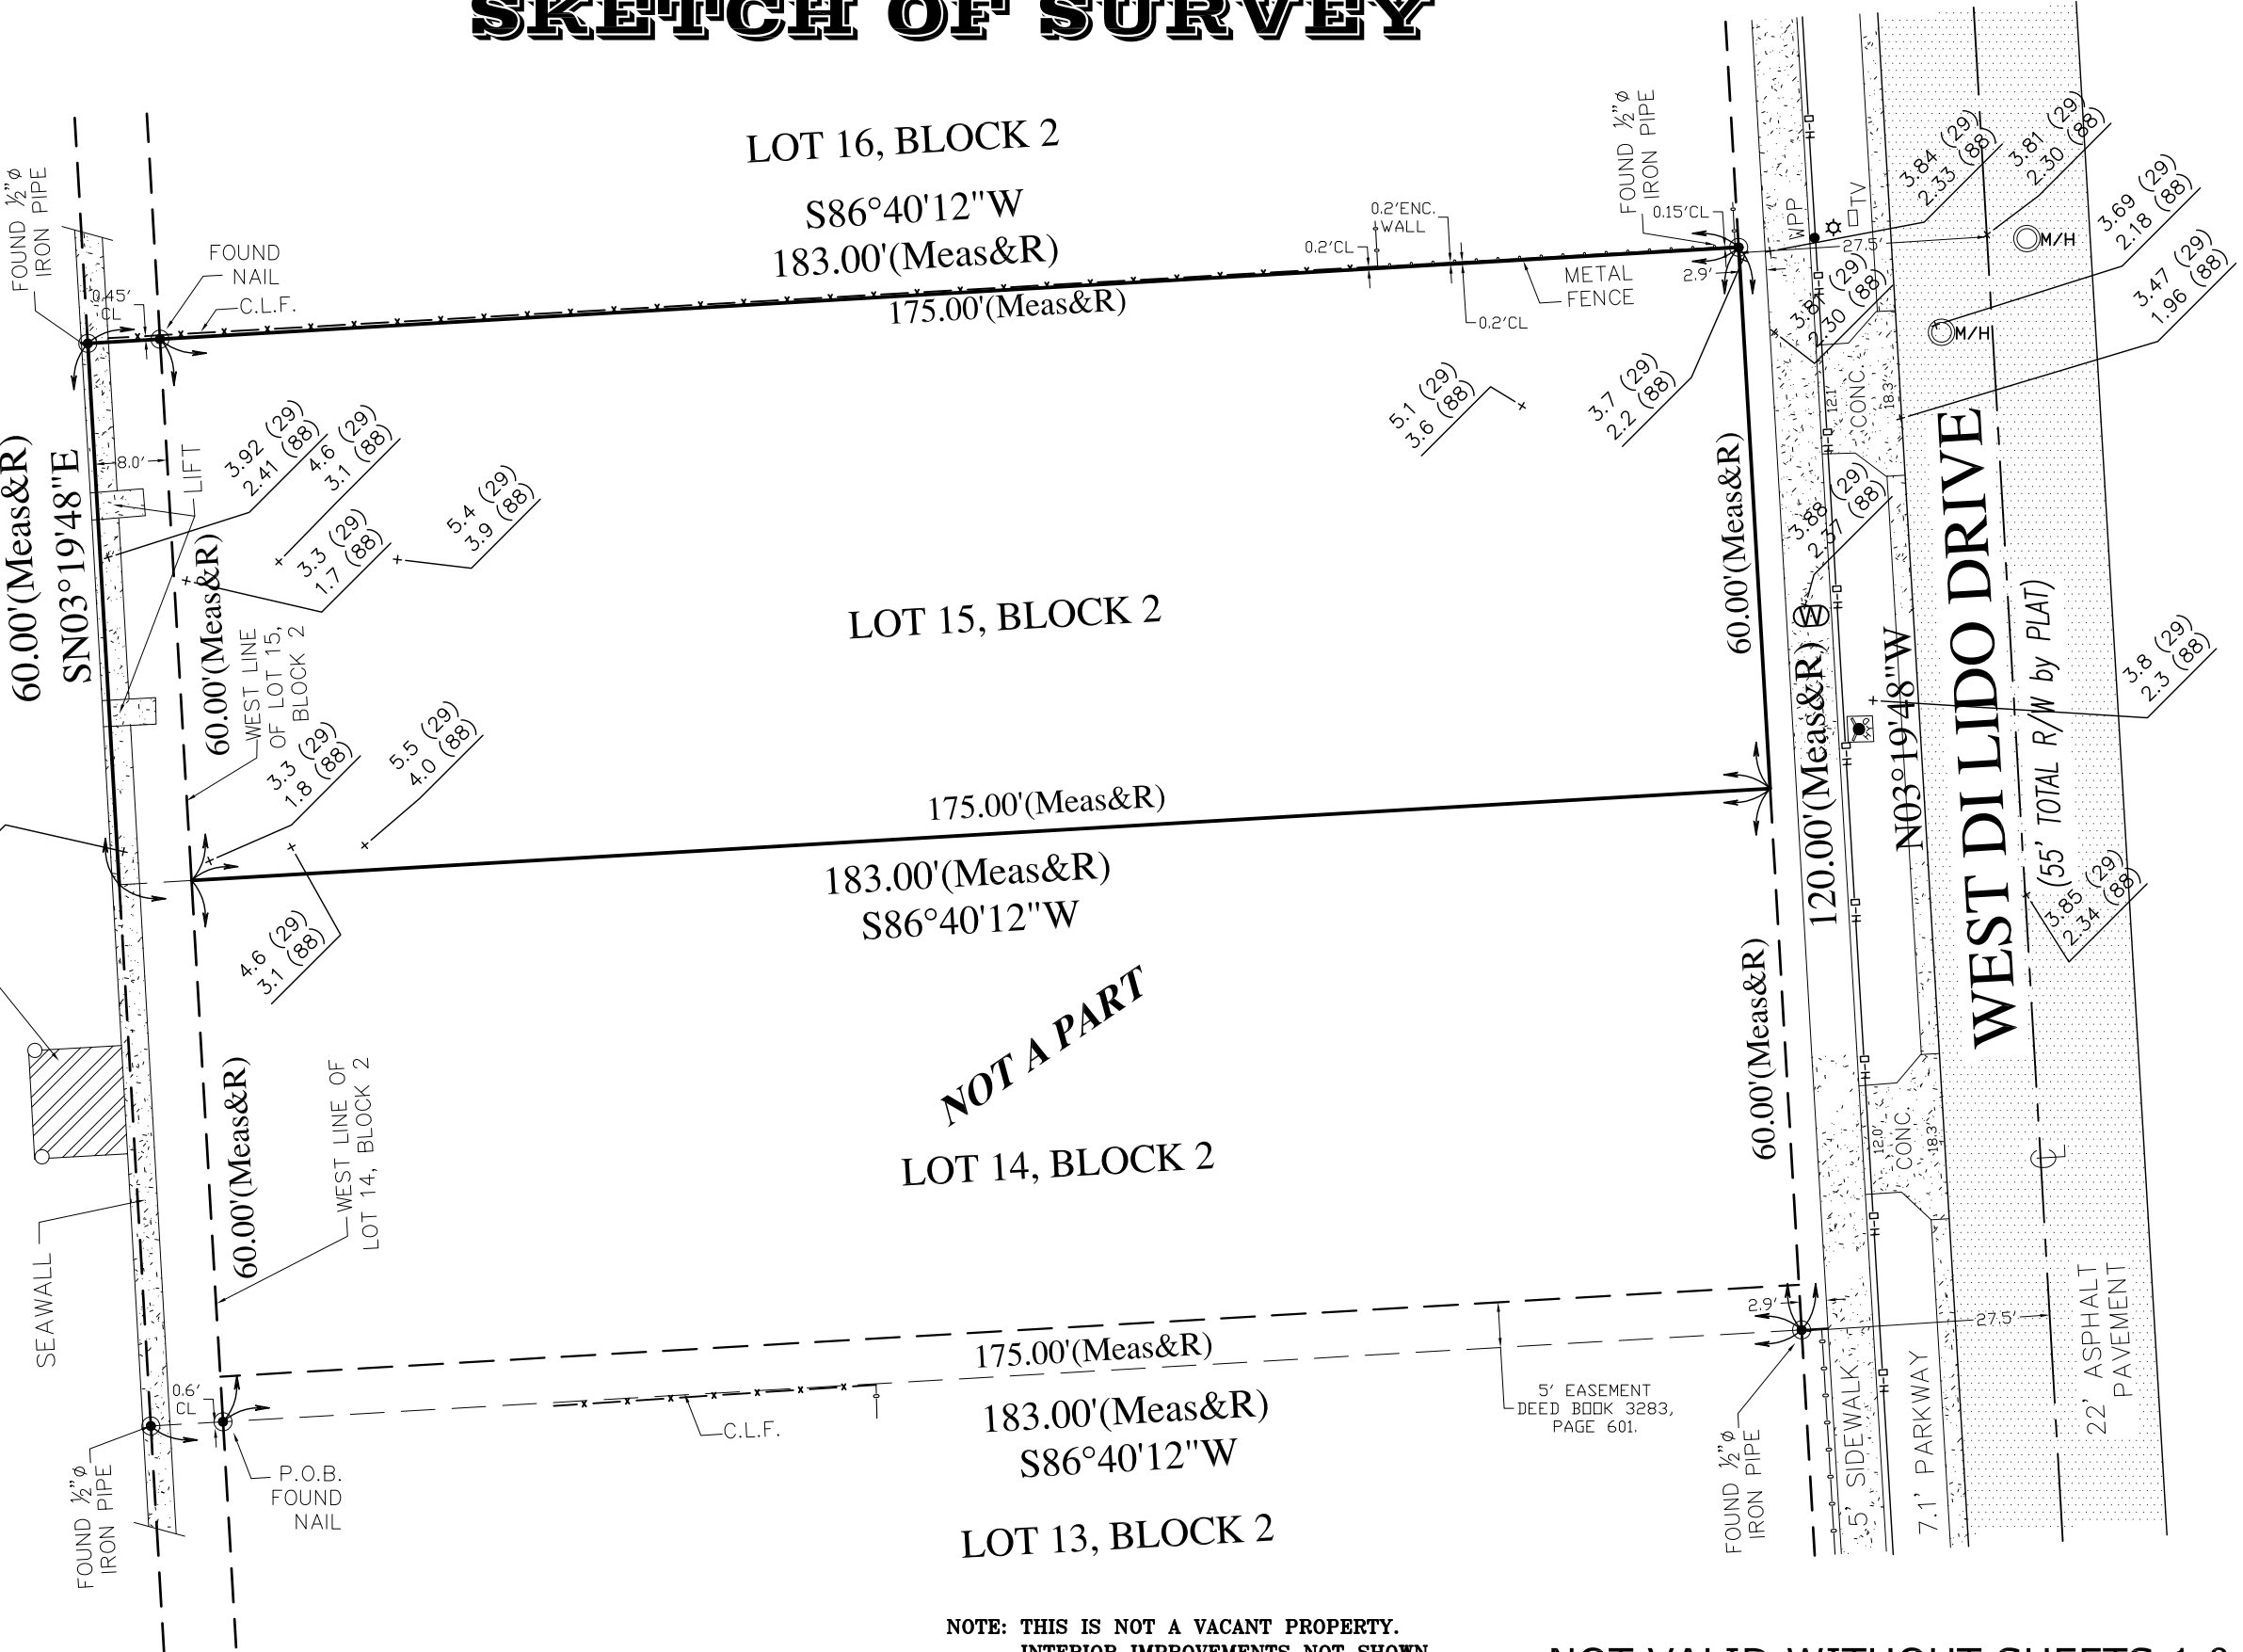 SKETCH OF SURVEY
LOT 16, BLOCK 2
S86°40'12"W
183.00'(Meas&R)
175.00'(Meas&R)
FOUND ½"ø
IRON PIPE
FOUND
NAIL
C.L.F.
0.45'
CL
0.2'CL
0.2'ENC.
WALL
0.2'CL
METAL
FENCE
FOUND ½"ø
IRON PIPE
0.15'CL
2.9'
WPP
TV
27.5'
M/H
M/H
3.84 (29)
2.33 (88)
3.81 (29)
2.30 (88)
3.69 (29)
2.18 (88)
3.47 (29)
1.96 (88)
2.30 (88)
12.1'
CONC.
18.3'
5.1 (29)
3.6 (88)
3.7 (29)
2.2 (88)
60.00'(Meas&R)
SN03°19'48"E
8.0'
LIFT
3.92 (29)
2.41 (88)
4.6 (29)
3.1 (88)
3.3 (29)
1.7 (88)
5.4 (29)
3.9 (88)
60.00'(Meas&R)
WEST LINE
OF LOT 15,
BLOCK 2
LOT 15, BLOCK 2
60.00'(Meas&R)
3.88 (29)
2.37 (88)
W
120.00'(Meas&R)
N03°19'48"W
WEST DI LIDO DRIVE
(55' TOTAL R/W by PLAT)
3.8 (29)
2.3 (88)
3.85 (29)
2.34 (88)
3.3 (29)
1.8 (88)
5.5 (29)
4.0 (88)
4.6 (29)
3.1 (88)
175.00'(Meas&R)
183.00'(Meas&R)
S86°40'12"W
NOT A PART
LOT 14, BLOCK 2
60.00'(Meas&R)
WEST LINE OF
LOT 14, BLOCK 2
SEAWALL
60.00'(Meas&R)
12.0'
CONC.
18.3'
175.00'(Meas&R)
183.00'(Meas&R)
S86°40'12"W
LOT 13, BLOCK 2
0.6'
CL
C.L.F.
P.O.B.
FOUND
NAIL
FOUND ½"ø
IRON PIPE
5' EASEMENT
DEED BOOK 3283,
PAGE 601.
2.9'
27.5'
FOUND ½"ø
IRON PIPE
5' SIDEWALK
7.1' PARKWAY
22' ASPHALT
PAVEMENT
NOTE: THIS IS NOT A VACANT PROPERTY.
INTERIOR IMPROVEMENTS NOT SHOWN
NOT VALID WITHOUT SHEETS